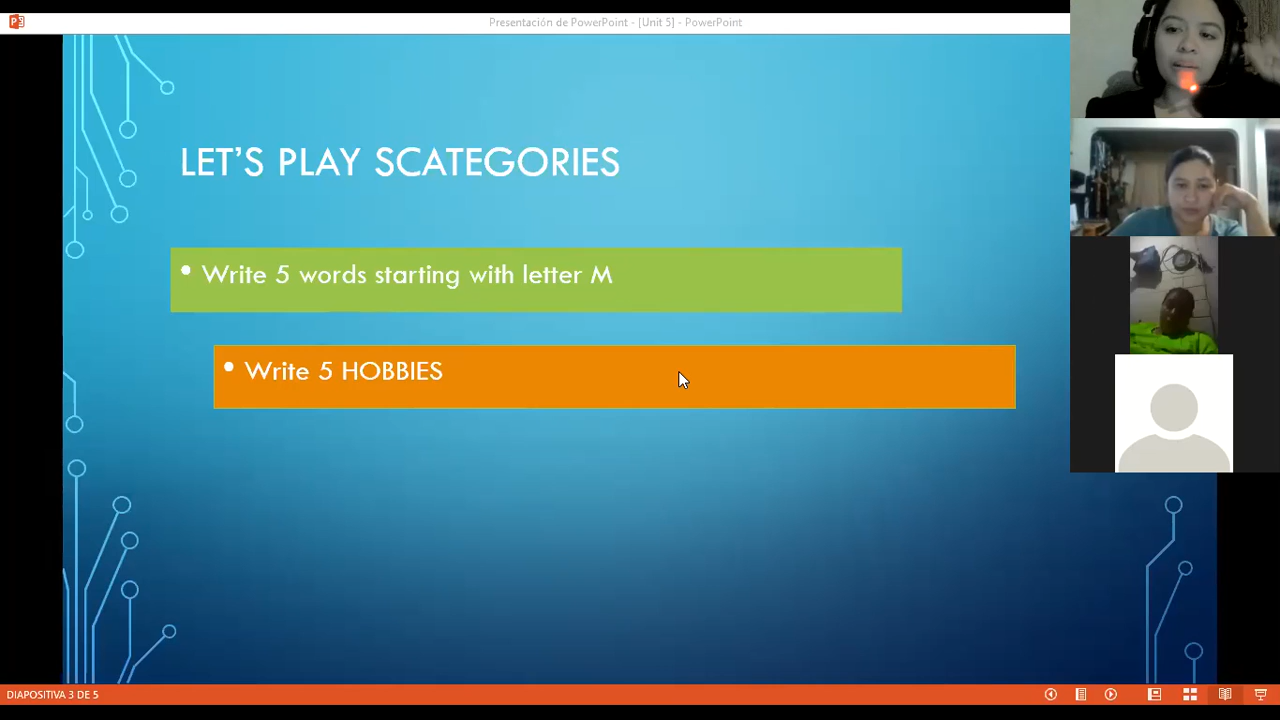 Presentación de PowerPoint - [Unit 5] - PowerPoint
LET'S PLAY SCATEGORIES
• Write 5 words starting with letter M
• Write 5 HOBBIES
DIAPOSITIVA 3 DE 5